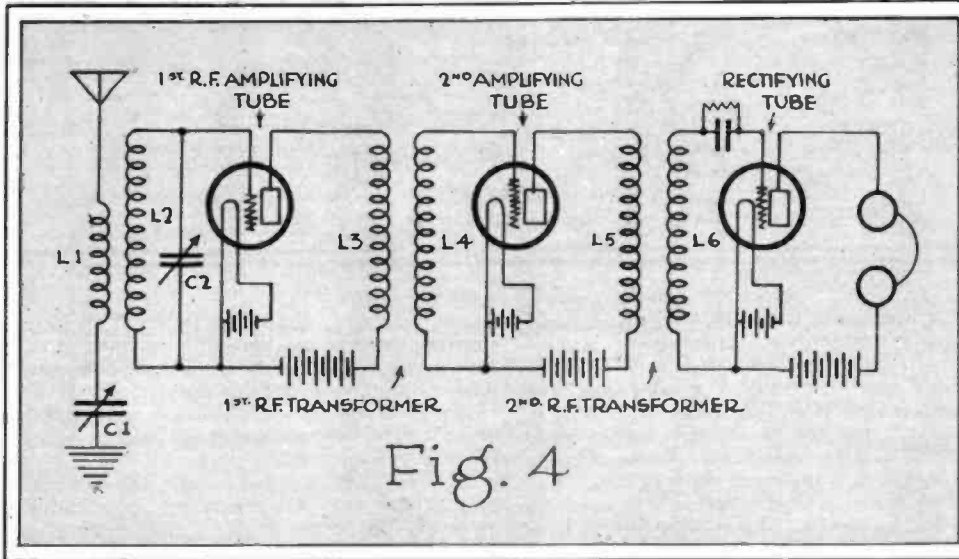 1ST. R.F. AMPLIFYING
TUBE
2ND AMPLIFYING
TUBE
RECTIFYING
TUBE
L1
L2
C2
L3
L4
L5
L6
C1
1ST. R.F. TRANSFORMER
2ND. R.F. TRANSFORMER
Fig. 4